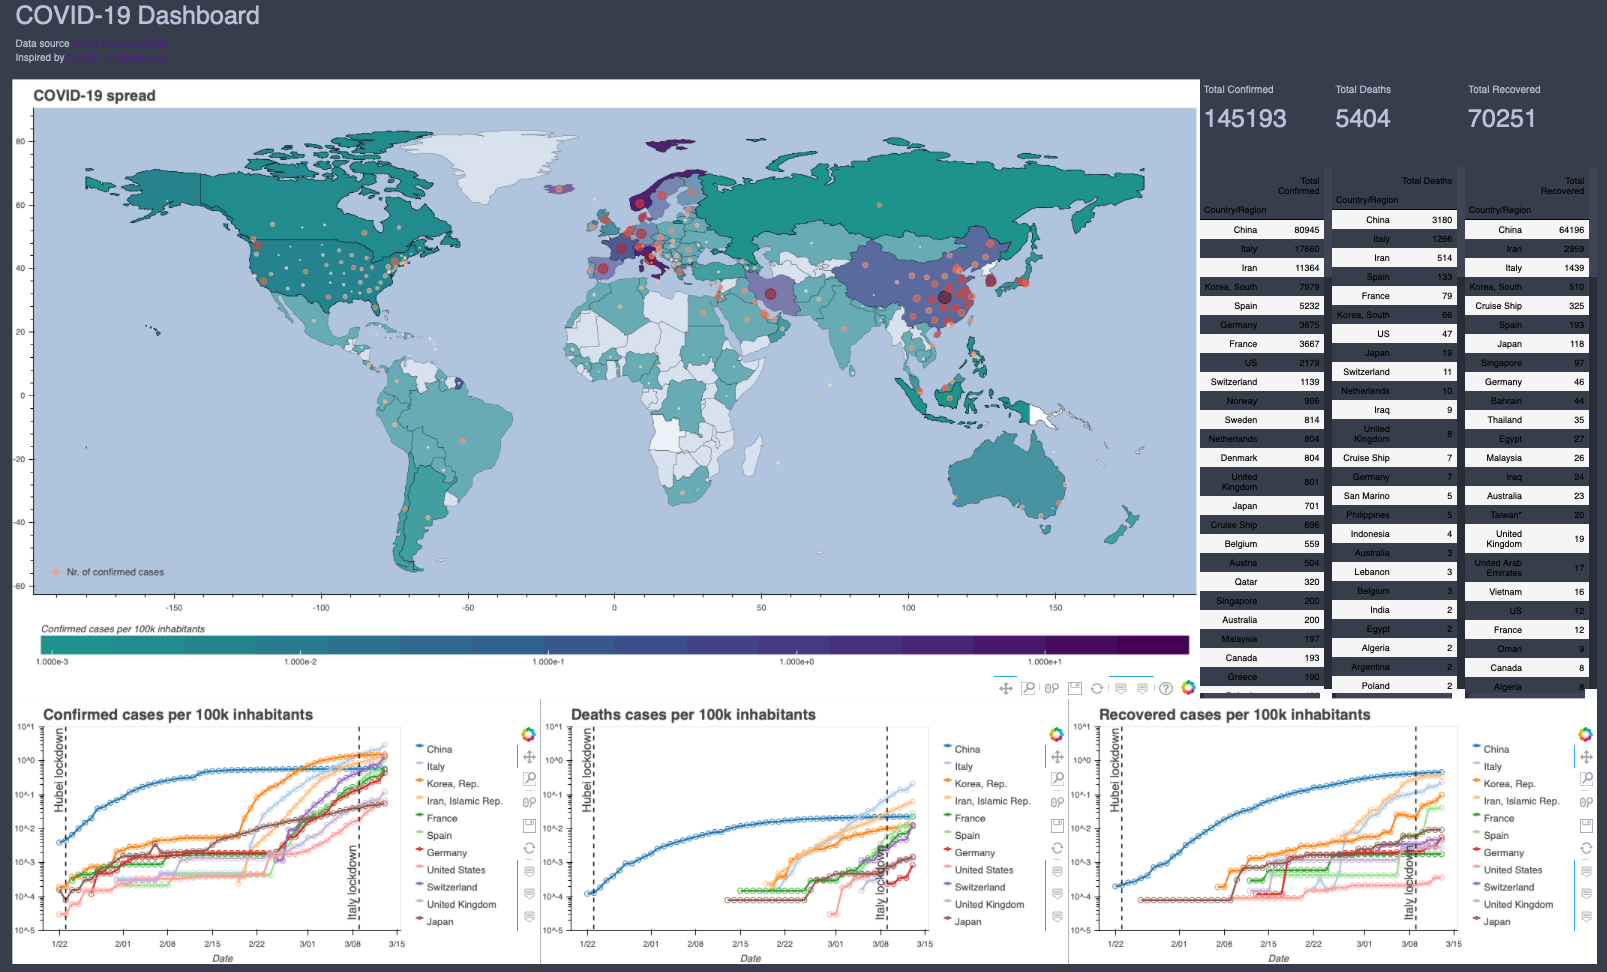 COVID-19 Dashboard
Data source
Inspired by
COVID-19 spread
80
60
40
20
0
-20
-40
-60
Nr. of confirmed cases
-150
-100
-50
0
50
100
150
Confirmed cases per 100k inhabitants
1.000e-3
1.000e-2
1.000e-1
1.000e+0
1.000e+1
Total Confirmed
145193
Total Deaths
5404
Total Recovered
70251
Total
Confirmed
Country/Region
China 80945
Italy 17660
Iran 11364
Korea, South 7979
Spain 5232
Germany 3675
France 3667
US 2179
Switzerland 1139
Norway 996
Sweden 814
Netherlands 804
Denmark 804
United
Kingdom 801
Japan 701
Cruise Ship 696
Belgium 559
Austria 504
Qatar 320
Singapore 200
Australia 200
Malaysia 197
Canada 193
Greece 190
Total Deaths
Country/Region
China 3180
Italy 1266
Iran 514
Spain 133
France 79
Korea, South 66
US 47
Japan 19
Switzerland 11
Netherlands 10
Iraq 9
United
Kingdom 8
Cruise Ship 7
Germany 7
San Marino 5
Philippines 5
Indonesia 4
Australia 3
Lebanon 3
Belgium 3
India 2
Egypt 2
Algeria 2
Argentina 2
Poland 2
Total
Recovered
Country/Region
China 64196
Iran 2959
Italy 1439
Korea, South 510
Cruise Ship 325
Spain 193
Japan 118
Singapore 97
Germany 46
Bahrain 44
Thailand 35
Egypt 27
Malaysia 26
Iraq 24
Australia 23
Taiwan* 20
United
Kingdom 19
United Arab
Emirates 17
Vietnam 16
US 12
France 12
Oman 9
Canada 8
Algeria 8
Confirmed cases per 100k inhabitants
10^1
10^0
10^-1
10^-2
10^-3
10^-4
10^-5
Hubei lockdown
Italy lockdown
1/22
2/01
2/08
2/15
2/22
3/01
3/08
3/15
Date
China
Italy
Korea, Rep.
Iran, Islamic Rep.
France
Spain
Germany
United States
Switzerland
United Kingdom
Japan
Deaths cases per 100k inhabitants
10^1
10^0
10^-1
10^-2
10^-3
10^-4
10^-5
Hubei lockdown
Italy lockdown
1/22
2/01
2/08
2/15
2/22
3/01
3/08
3/15
Date
China
Italy
Korea, Rep.
Iran, Islamic Rep.
France
Spain
Germany
United States
Switzerland
United Kingdom
Japan
Recovered cases per 100k inhabitants
10^1
10^0
10^-1
10^-2
10^-3
10^-4
10^-5
Hubei lockdown
Italy lockdown
1/22
2/01
2/08
2/15
2/22
3/01
3/08
3/15
Date
China
Italy
Korea, Rep.
Iran, Islamic Rep.
France
Spain
Germany
United States
Switzerland
United Kingdom
Japan